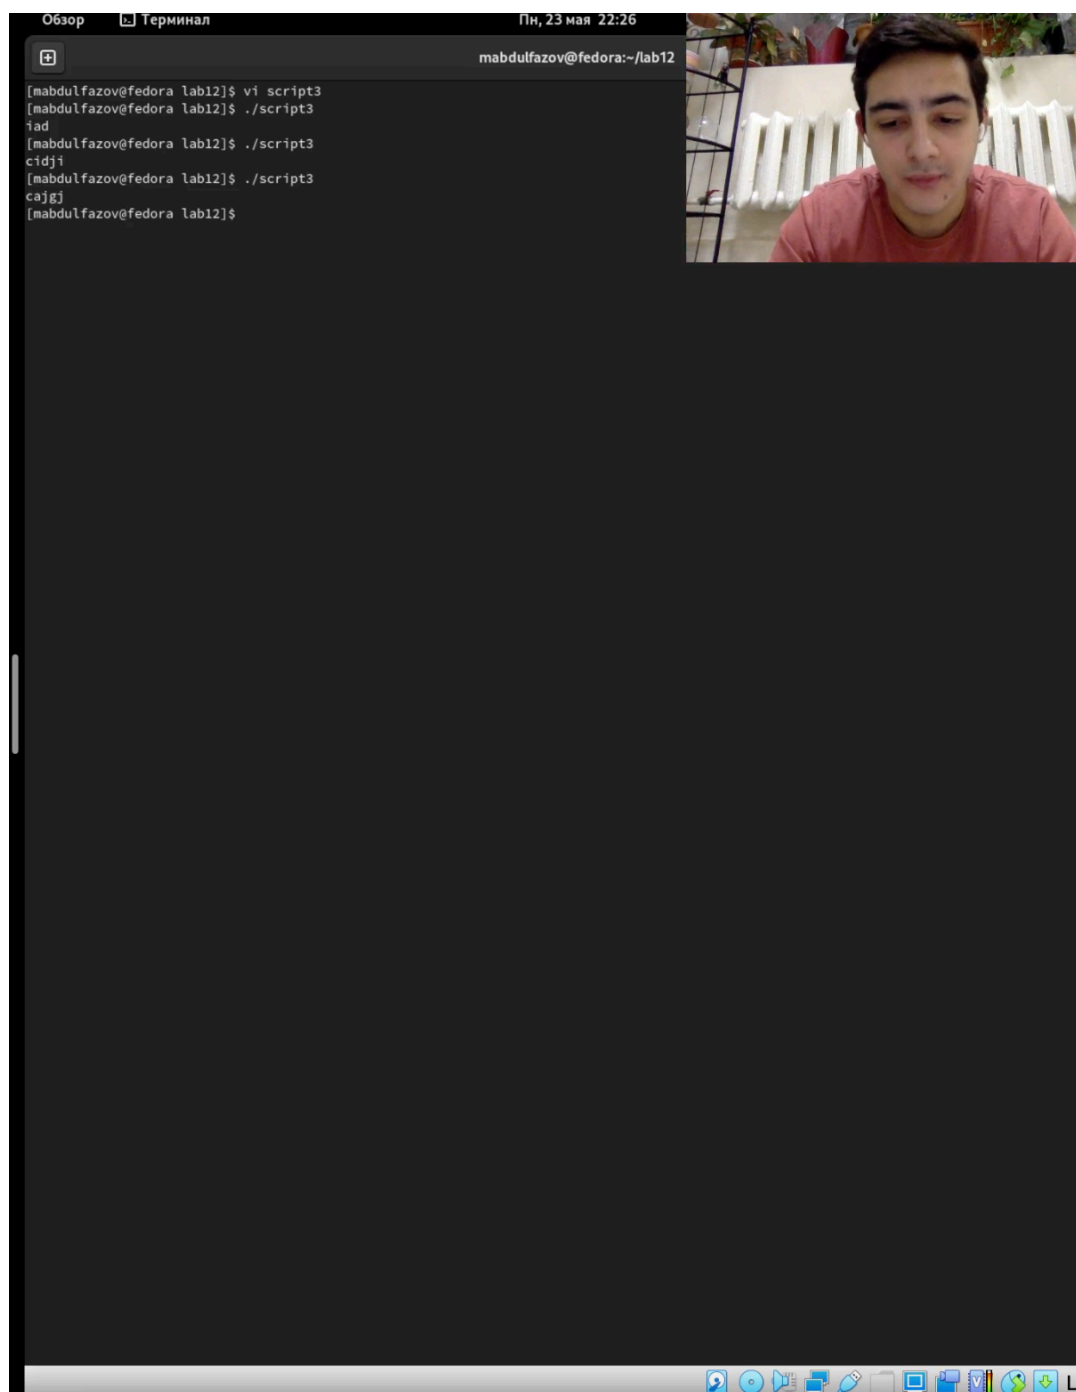 Обзор Терминал Пн, 23 мая 22:26
mabdulfazov@fedora:~/lab12
[mabdulfazov@fedora lab12]$ vi script3
[mabdulfazov@fedora lab12]$ ./script3
iad
[mabdulfazov@fedora lab12]$ ./script3
cidji
[mabdulfazov@fedora lab12]$ ./script3
cajgj
[mabdulfazov@fedora lab12]$
L